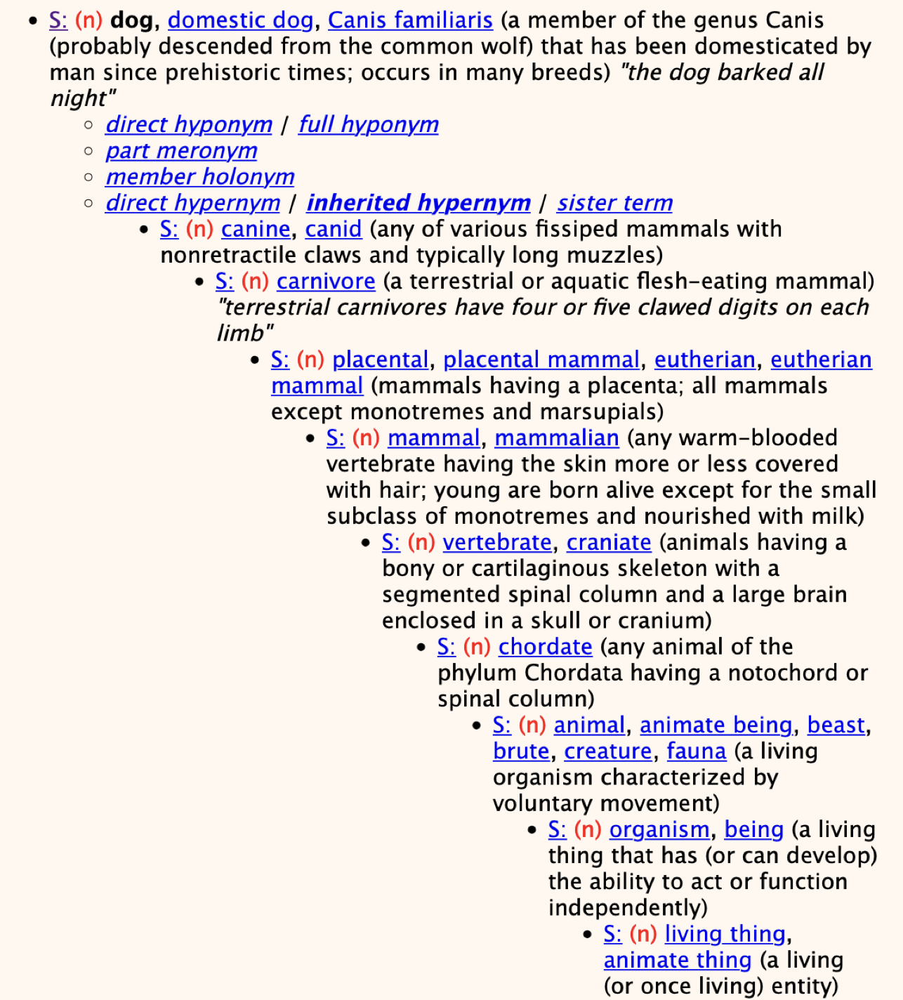 • S: (n) dog, domestic dog, Canis familiaris (a member of the genus Canis
(probably descended from the common wolf) that has been domesticated by
man since prehistoric times; occurs in many breeds) "the dog barked all
night"
○ direct hyponym / full hyponym
○ part meronym
○ member holonym
○ direct hypernym / inherited hypernym / sister term
• S: (n) canine, canid (any of various fissiped mammals with
nonretractile claws and typically long muzzles)
• S: (n) carnivore (a terrestrial or aquatic flesh-eating mammal)
"terrestrial carnivores have four or five clawed digits on each
limb"
• S: (n) placental, placental mammal, eutherian, eutherian
mammal (mammals having a placenta; all mammals
except monotremes and marsupials)
• S: (n) mammal, mammalian (any warm-blooded
vertebrate having the skin more or less covered
with hair; young are born alive except for the small
subclass of monotremes and nourished with milk)
• S: (n) vertebrate, craniate (animals having a
bony or cartilaginous skeleton with a
segmented spinal column and a large brain
enclosed in a skull or cranium)
• S: (n) chordate (any animal of the
phylum Chordata having a notochord or
spinal column)
• S: (n) animal, animate being, beast,
brute, creature, fauna (a living
organism characterized by
voluntary movement)
• S: (n) organism, being (a living
thing that has (or can develop)
the ability to act or function
independently)
• S: (n) living thing,
animate thing (a living
(or once living) entity)